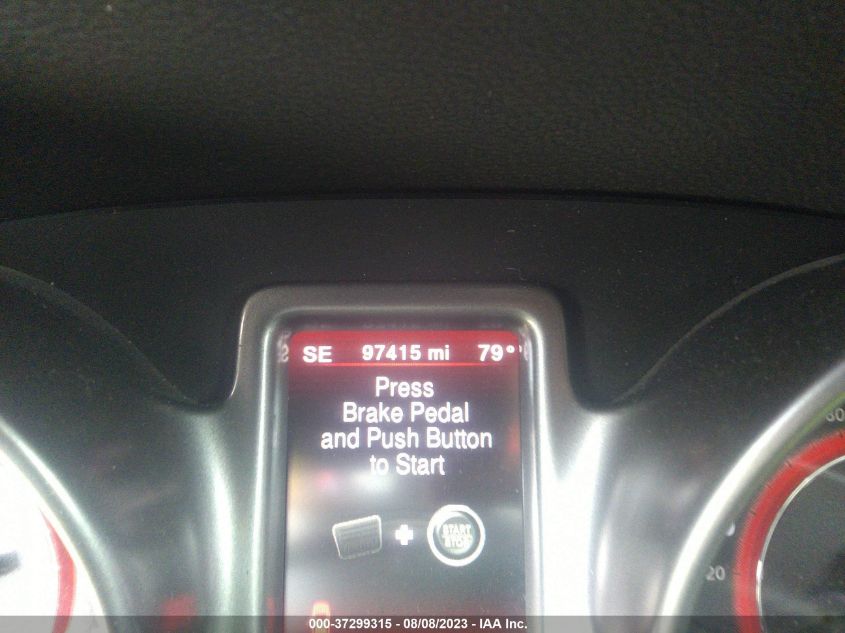 SE 97415 mi 79°
Press
Brake Pedal
and Push Button
to Start
START
STOP
20
000-37299315 - 08/08/2023 - IAA Inc.